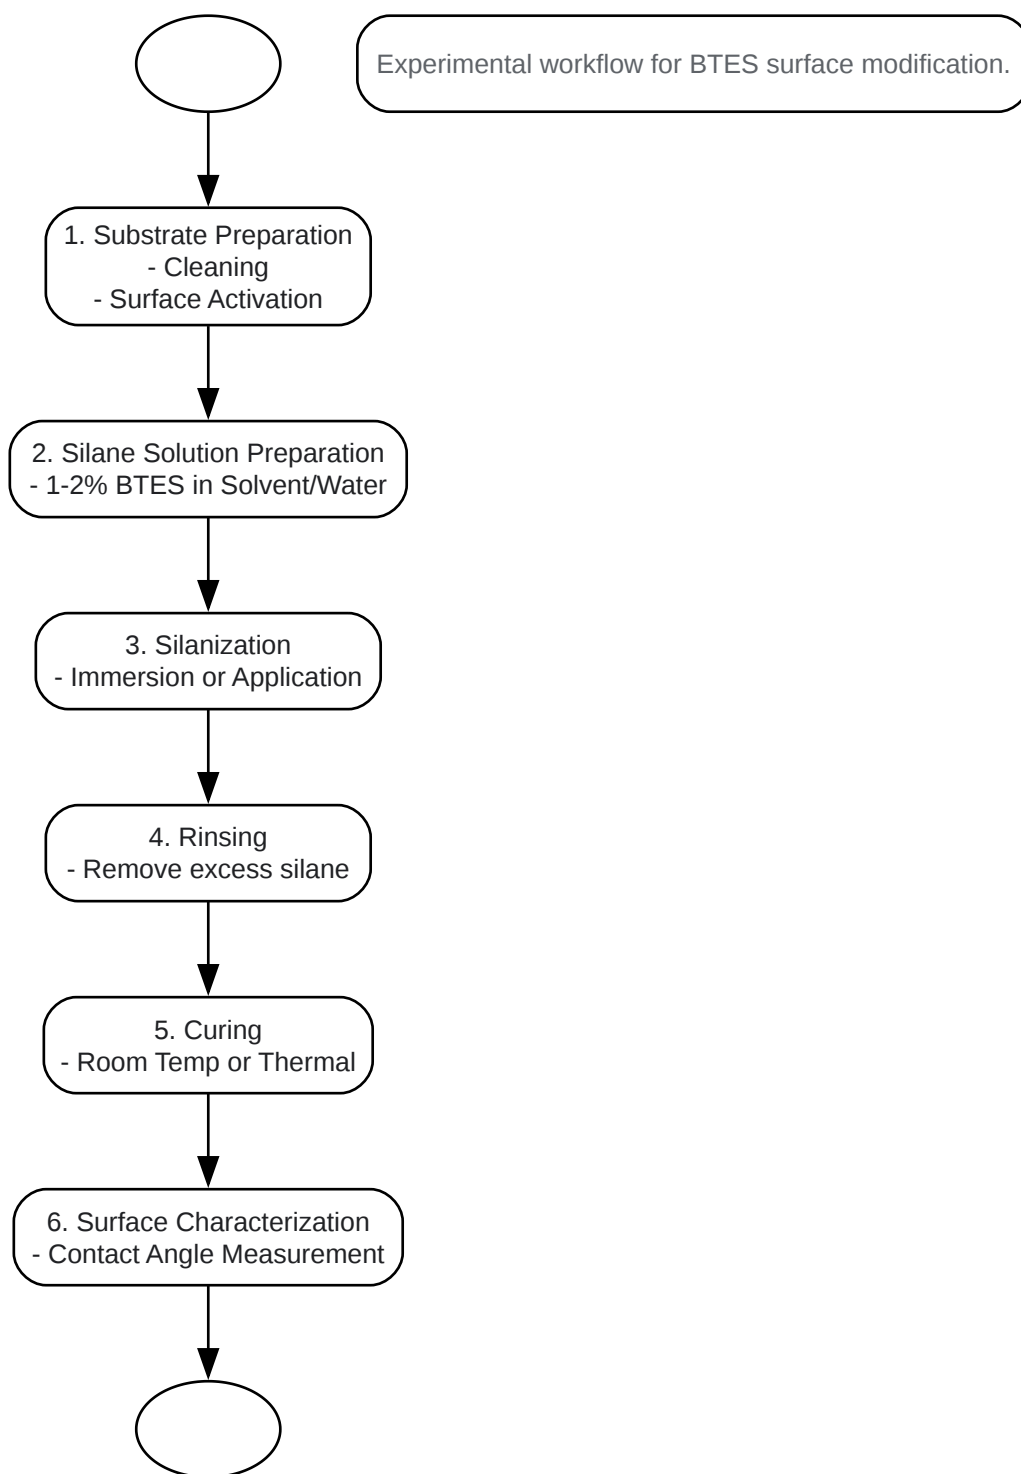 Experimental workflow for BTES surface modification.
1. Substrate Preparation
- Cleaning
- Surface Activation
2. Silane Solution Preparation
- 1-2% BTES in Solvent/Water
3. Silanization
- Immersion or Application
4. Rinsing
- Remove excess silane
5. Curing
- Room Temp or Thermal
6. Surface Characterization
- Contact Angle Measurement